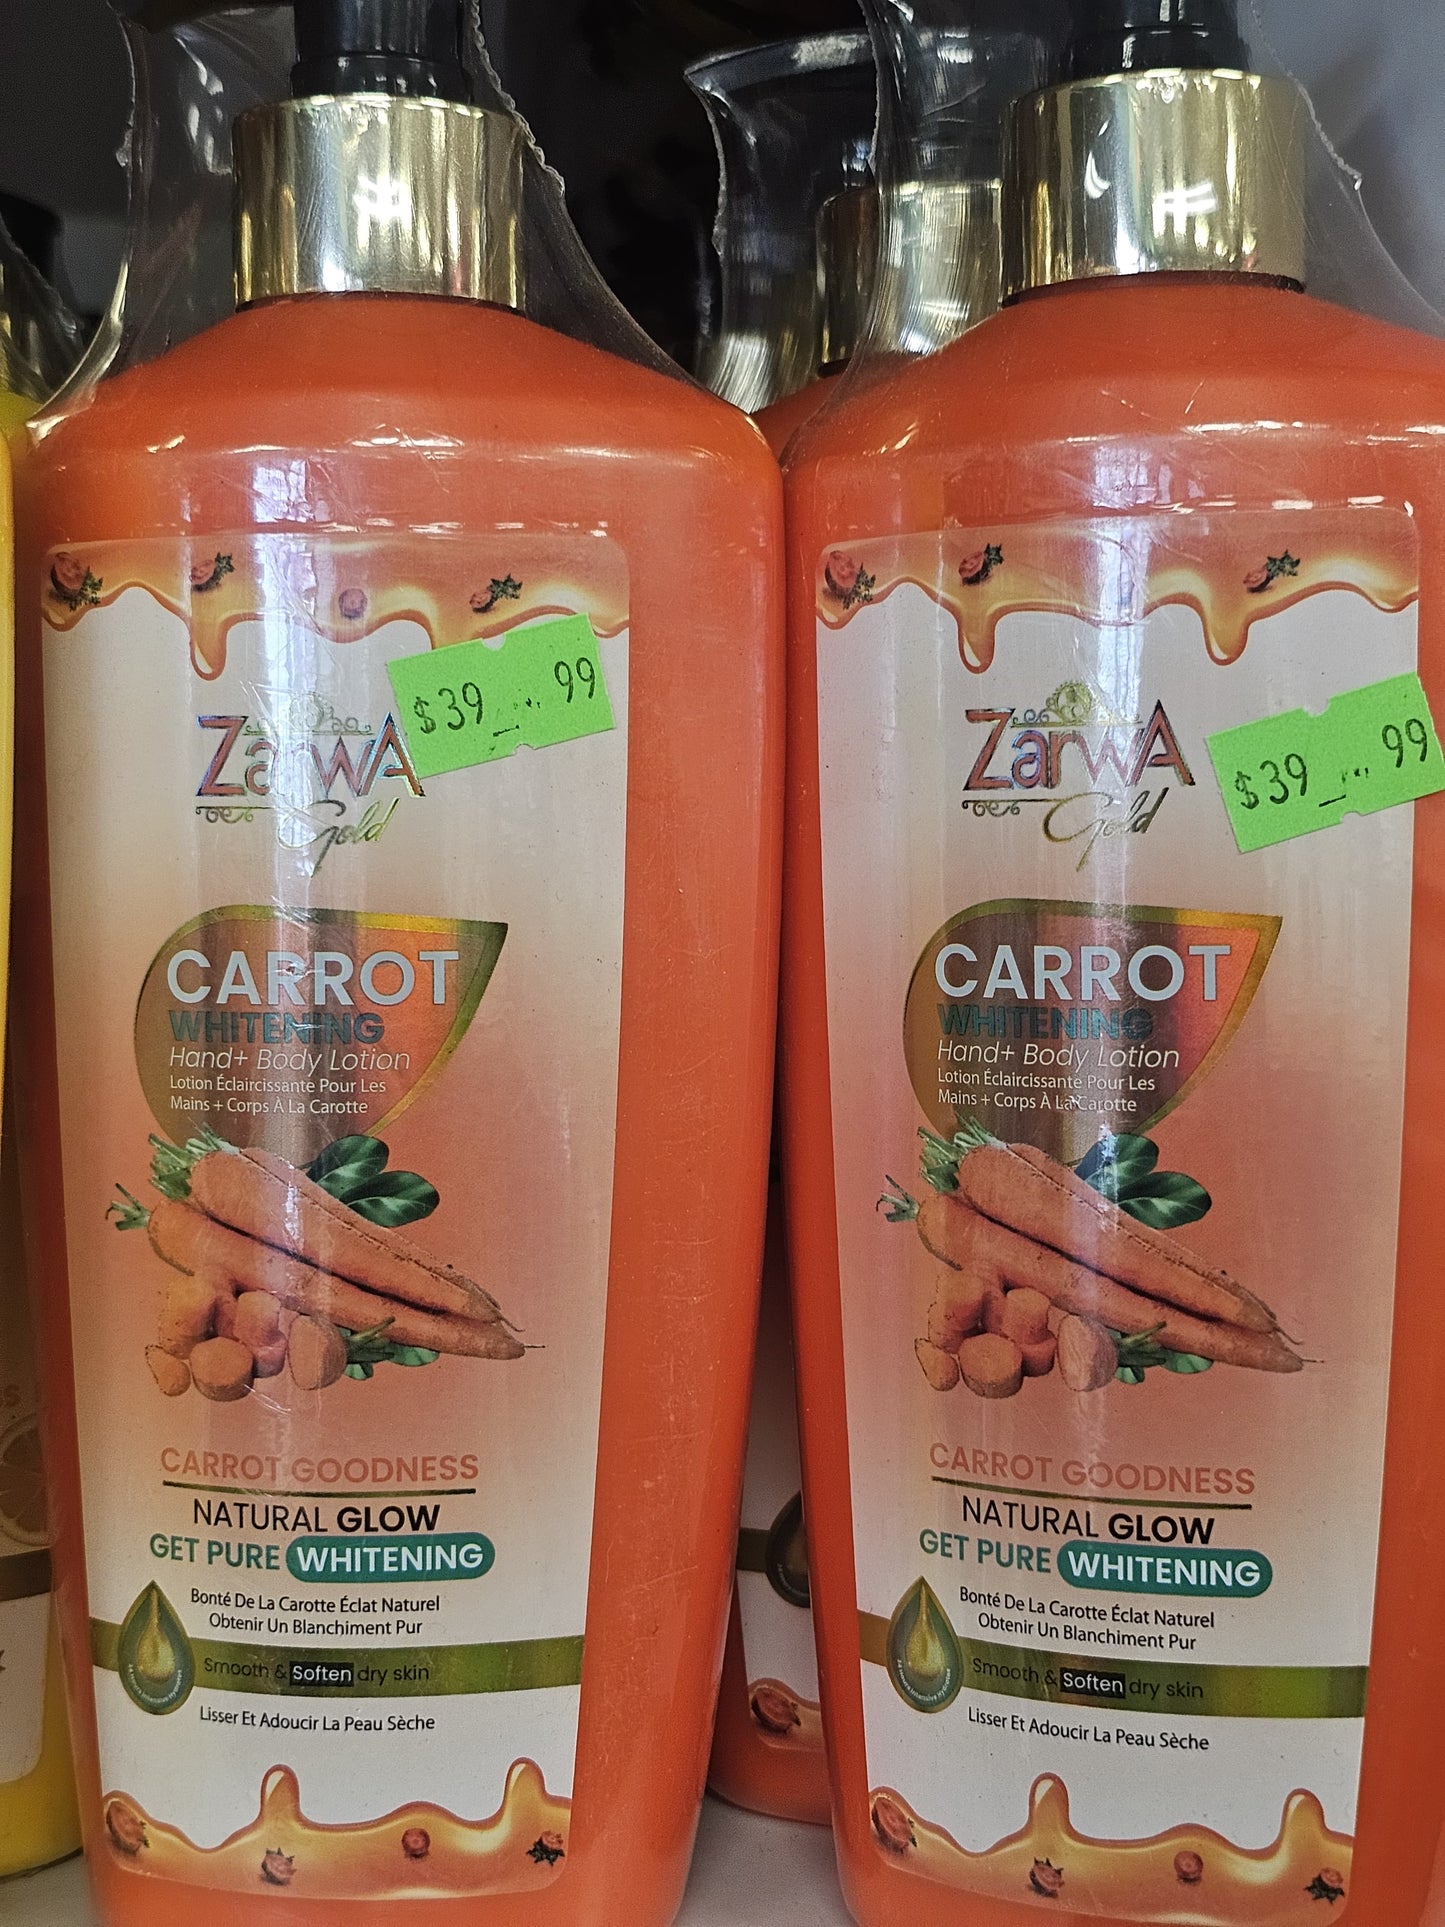 $39 99
ZarwA
Gold
CARROT
WHITENING
Hand+ Body Lotion
Lotion Éclaircissante Pour Les
Mains + Corps À La Carotte
CARROT GOODNESS
NATURAL GLOW
GET PURE WHITENING
Bonté De La Carotte Éclat Naturel
Obtenir Un Blanchiment Pur
Smooth & Soften dry skin
Lisser Et Adoucir La Peau Sèche
$39 99
ZarwA
Gold
CARROT
WHITENING
Hand+ Body Lotion
Lotion Éclaircissante Pour Les
Mains + Corps À La Carotte
CARROT GOODNESS
NATURAL GLOW
GET PURE WHITENING
Bonté De La Carotte Éclat Naturel
Obtenir Un Blanchiment Pur
24 Hours Intensive Hydrates
Smooth & Soften dry skin
Lisser Et Adoucir La Peau Sèche